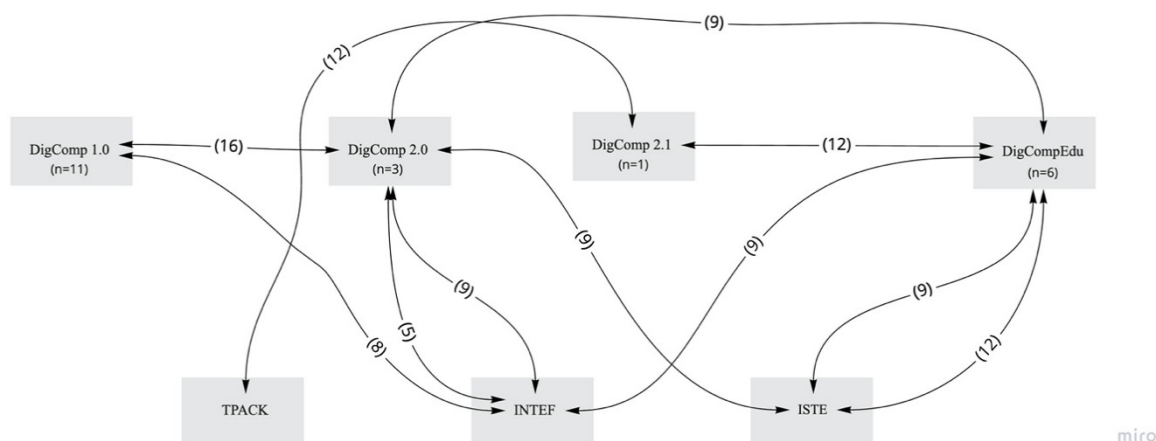 (9)
(12)
DigComp 1.0
(n=11)
(16)
DigComp 2.0
(n=3)
DigComp 2.1
(n=1)
(12)
DigCompEdu
(n=6)
(9)
(9)
(9)
(9)
(5)
(8)
(12)
TPACK
INTEF
ISTE
miro